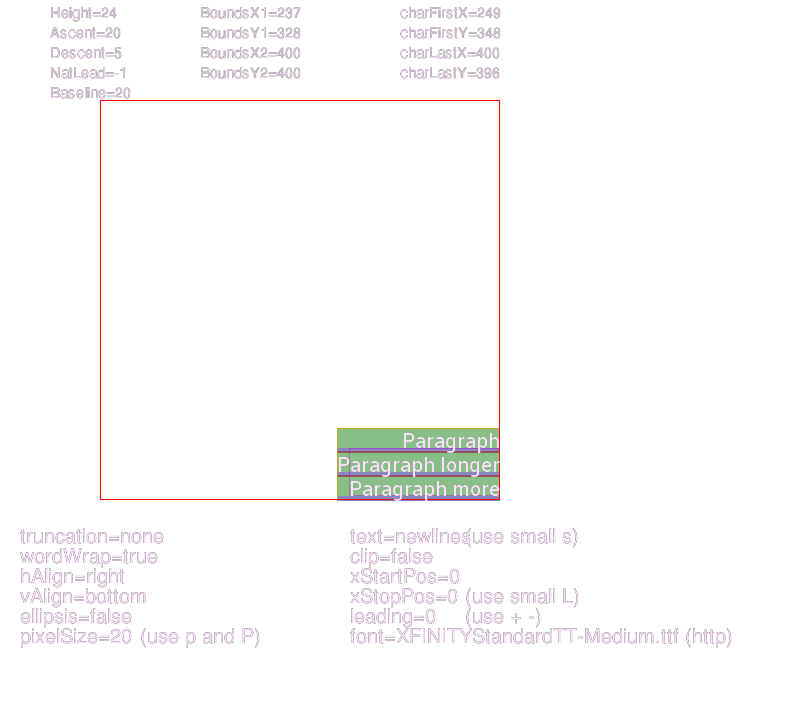 Height=24 BoundsX1=237 charFirstX=249
Ascent=20 BoundsY1=328 charFirstY=348
Descent=5 BoundsX2=400 charLastX=400
NatLead=-1 BoundsY2=400 charLastY=396
Baseline=20
Paragraph
Paragraph longer
Paragraph more
truncation=none text=newlines(use small s)
wordWrap=true clip=false
hAlign=right xStartPos=0
vAlign=bottom xStopPos=0 (use small L)
ellipsis=false leading=0 (use + -)
pixelSize=20 (use p and P) font=XFINITYStandardTT-Medium.ttf (http)